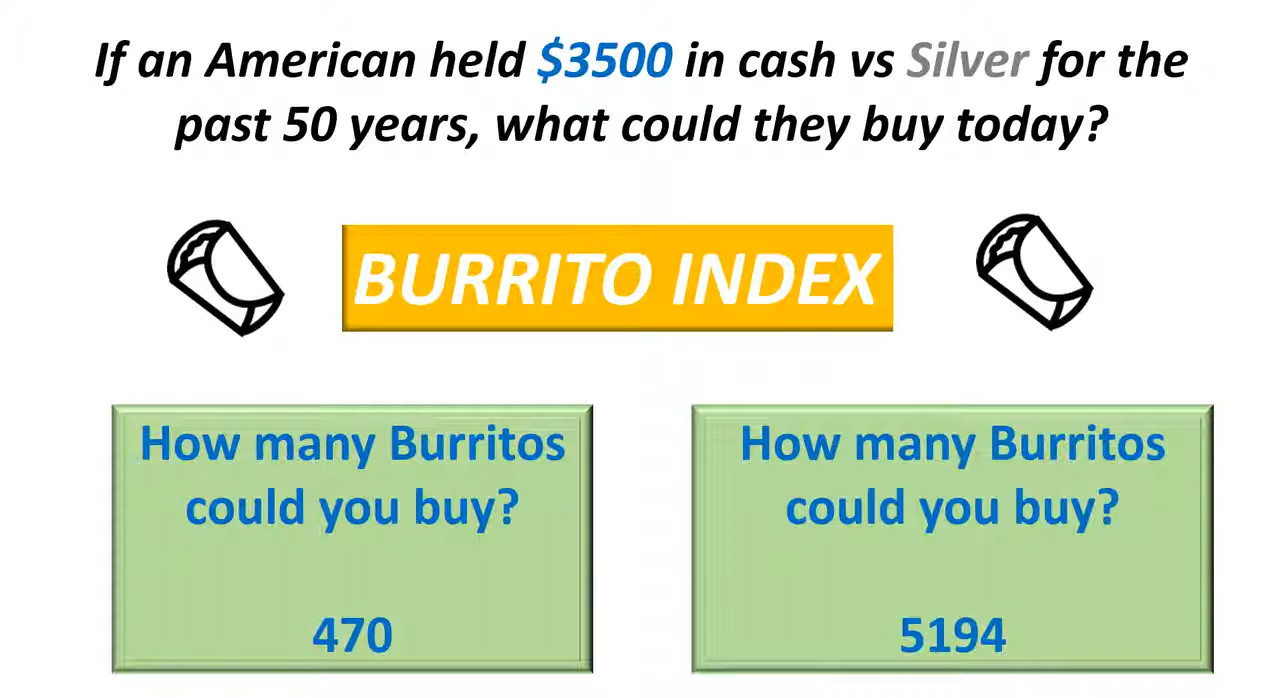 If an American held $3500 in cash vs Silver for the
past 50 years, what could they buy today?
BURRITO INDEX
How many Burritos
could you buy?
470
How many Burritos
could you buy?
5194